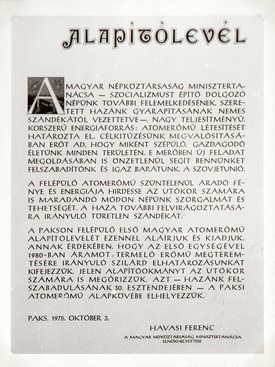 ALAPÍTÓLEVÉL
A MAGYAR NÉPKÖZTÁRSASÁG MINISZTERTA-
NÁCSA — SZOCIALIZMUST ÉPÍTŐ DOLGOZÓ
NÉPÜNK TOVÁBBI FELEMELKEDÉSÉNEK, SZERE-
TETT HAZÁNK GYARAPÍTÁSÁNAK NEMES
SZÁNDÉKÁTÓL VEZETTETVE —, NAGY TELJESÍTMÉNYŰ,
KORSZERŰ ENERGIAFORRÁS: ATOMERŐMŰ LÉTESÍTÉSÉT
HATÁROZTA EL. CÉLKITŰZÉSÜNK MEGVALÓSÍTÁSÁ-
BAN ERŐT AD, HOGY MIKÉNT SZÉPÜLŐ, GAZDAGODÓ
ÉLETÜNK MINDEN TERÜLETÉN, E MERŐBEN ÚJ FELADAT
MEGOLDÁSÁBAN IS ÖNZETLENÜL SEGÍT BENNÜNKET
FELSZABADÍTÓNK ÉS IGAZ BARÁTUNK, A SZOVJETUNIÓ.
A FELÉPÜLŐ ATOMERŐMŰ SZÜNTELENÜL ÁRADÓ FÉ-
NYE ÉS ENERGIÁJA HIRDESSE AZ UTÓKOR SZÁMÁRA
IS MARADANDÓ MÓDON NÉPÜNK SZORGALMÁT ÉS
TEHETSÉGÉT, A HAZA TOVÁBBI FELVIRÁGOZTATÁSÁ-
RA IRÁNYULÓ TÖRETLEN SZÁNDÉKÁT.
A PAKSON FELÉPÜLŐ ELSŐ MAGYAR ATOMERŐMŰ
ALAPÍTÓLEVELÉT EZENNEL ALÁÍRJUK ÉS KIADJUK.
ANNAK ÉRDEKÉBEN, HOGY AZ ELSŐ EGYSÉGÉVEL
1980-BAN ÁRAMOT TERMELŐ ERŐMŰ MEGTEREM-
TÉSÉRE IRÁNYULÓ SZILÁRD ELHATÁROZÁSUNKAT
KIFEJEZZÜK, JELEN ALAPÍTÓOKMÁNYT AZ UTÓKOR
SZÁMÁRA IS MEGŐRIZZÜK, AZT — HAZÁNK FEL-
SZABADULÁSÁNAK 30. ESZTENDEJÉBEN — A PAKSI
ATOMERŐMŰ ALAPKÖVÉBE ELHELYEZZÜK.
PAKS, 1975. OKTÓBER 3.
HAVASI FERENC
A MAGYAR NÉPKÖZTÁRSASÁG MINISZTERTANÁCSA
ELNÖKHELYETTES